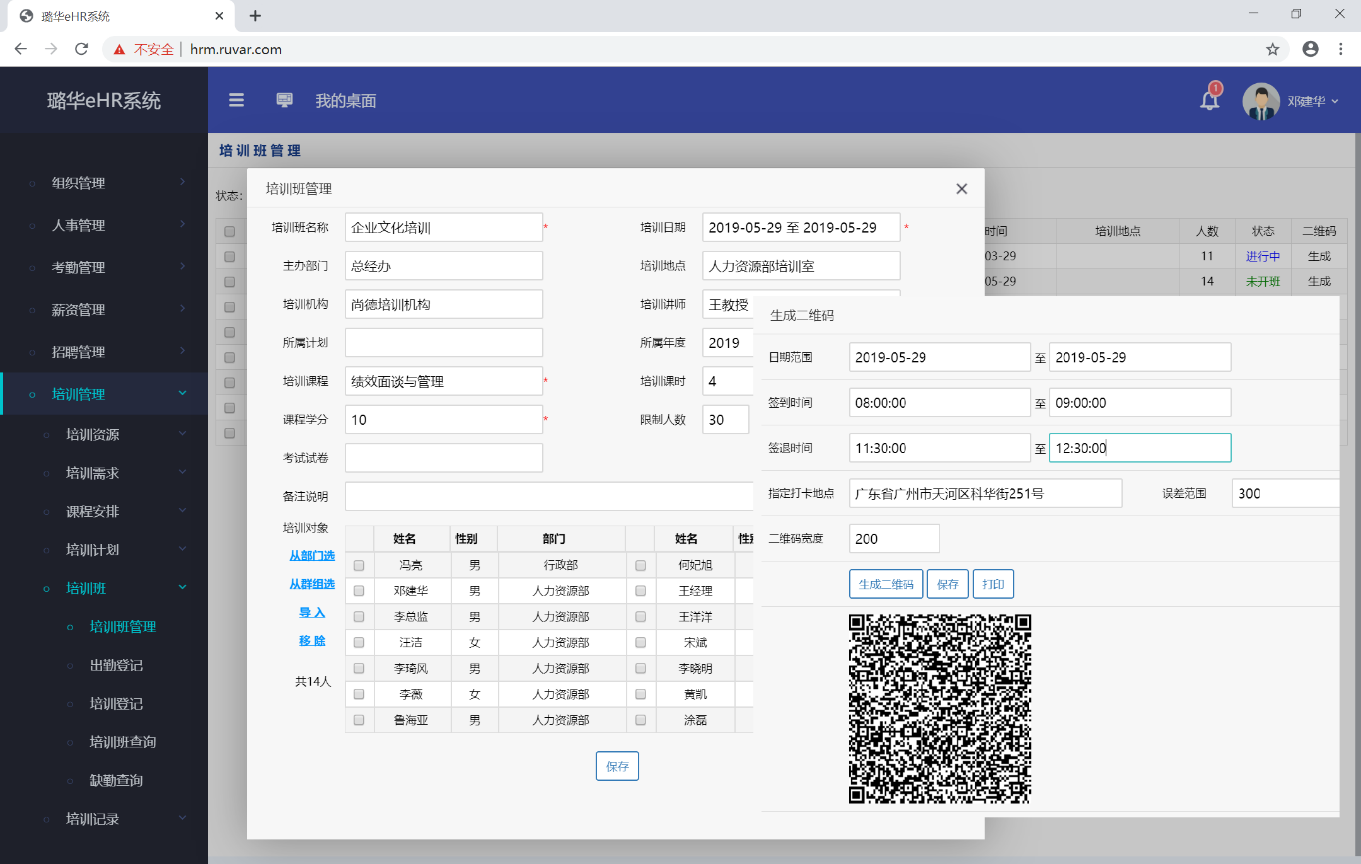 璐华eHR系统
不安全 | hrm.ruvar.com
璐华eHR系统
我的桌面
1
邓建华
组织管理
人事管理
考勤管理
薪资管理
招聘管理
培训管理
培训资源
培训需求
课程安排
培训计划
培训班
培训班管理
出勤登记
培训登记
培训班查询
缺勤查询
培训记录
培训班管理
状态:
时间 培训地点 人数 状态 二维码
03-29 11 进行中 生成
05-29 14 未开班 生成
培训班管理
培训班名称 企业文化培训 * 培训日期 2019-05-29 至 2019-05-29 *
主办部门 总经办 培训地点 人力资源部培训室
培训机构 尚德培训机构 培训讲师 王教授
所属计划 所属年度 2019
培训课程 绩效面谈与管理 * 培训课时 4
课程学分 10 * 限制人数 30
考试试卷
备注说明
培训对象
从部门选
从群组选
导 入
移 除
共14人
姓名 性别 部门 姓名
冯亮 男 行政部 何妃旭
邓建华 男 人力资源部 王经理
李总监 男 人力资源部 王洋洋
汪洁 女 人力资源部 宋斌
李琦风 男 人力资源部 李晓明
李薇 女 人力资源部 黄凯
鲁海亚 男 人力资源部 涂磊
保存
生成二维码
日期范围 2019-05-29 至 2019-05-29
签到时间 08:00:00 至 09:00:00
签退时间 11:30:00 至 12:30:00
指定打卡地点 广东省广州市天河区科华街251号 误差范围 300
二维码宽度 200
生成二维码 保存 打印